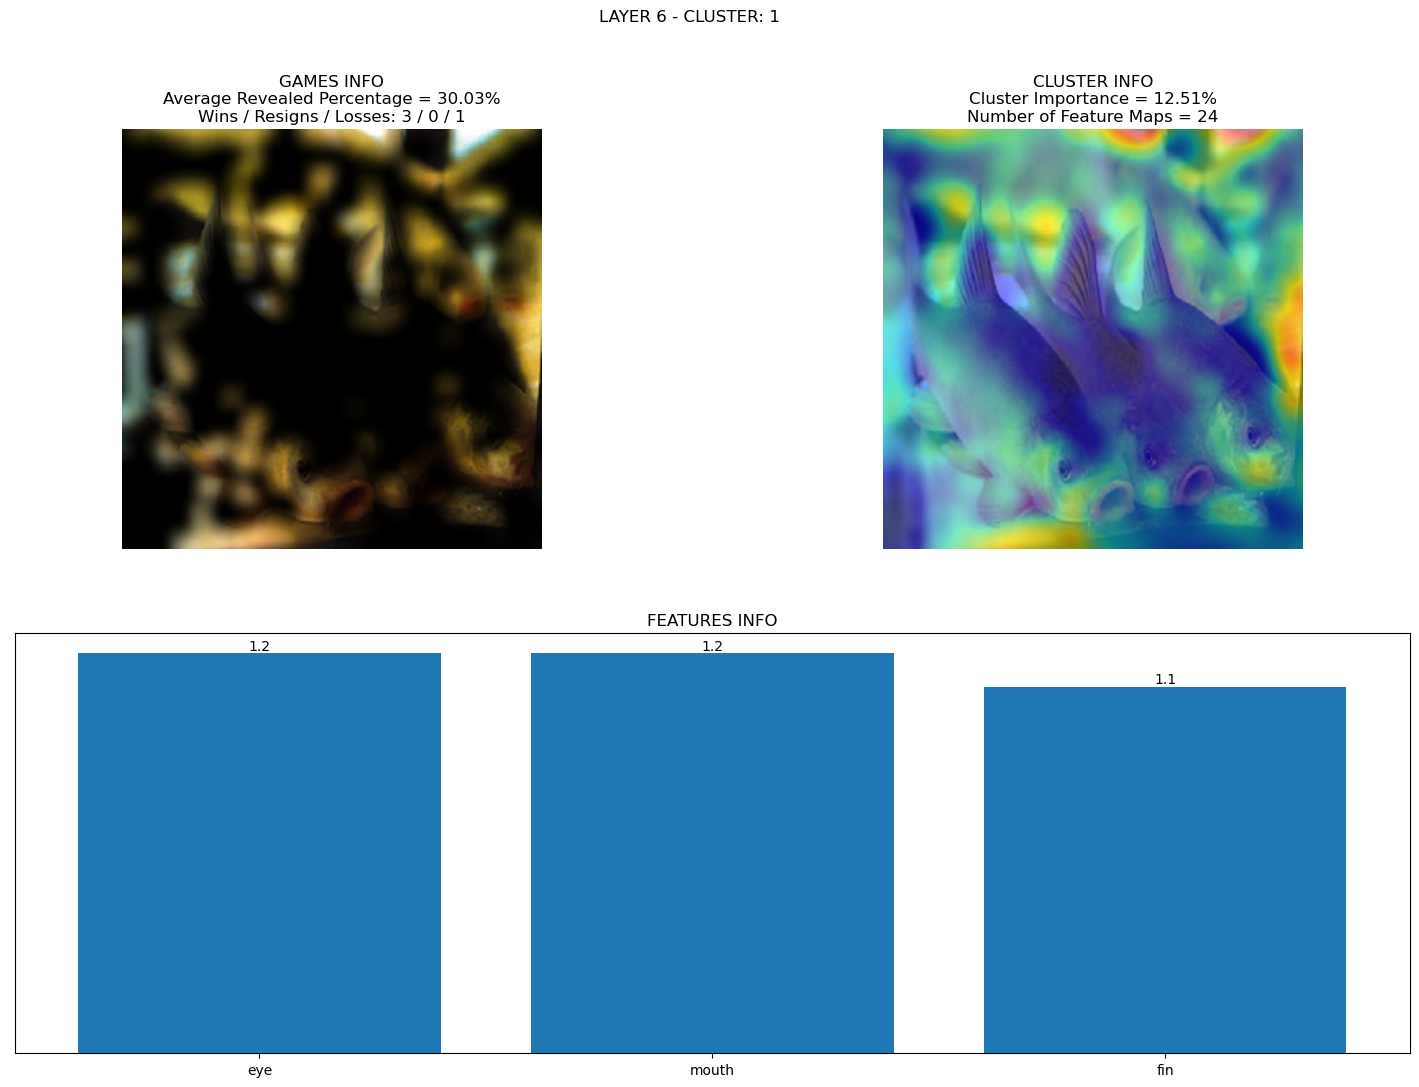 LAYER 6 - CLUSTER: 1
GAMES INFO
Average Revealed Percentage = 30.03%
Wins / Resigns / Losses: 3 / 0 / 1
CLUSTER INFO
Cluster Importance = 12.51%
Number of Feature Maps = 24
FEATURES INFO
1.2
1.2
1.1
eye
mouth
fin